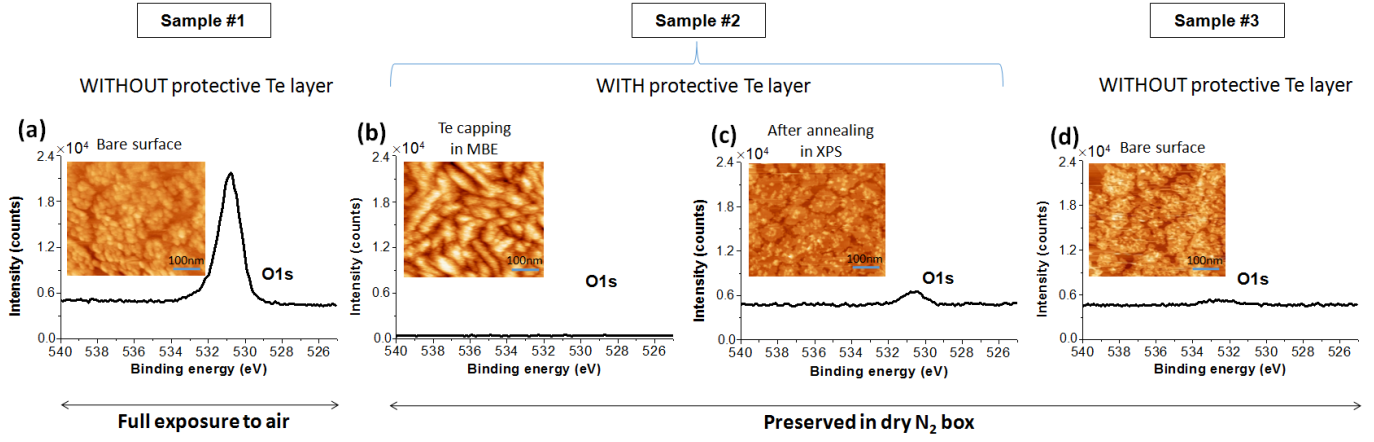 Sample #1
Sample #2
Sample #3
WITHOUT protective Te layer
WITH protective Te layer
WITHOUT protective Te layer
(a)
Bare surface
×10⁴
2.4
1.8
1.2
0.6
0.0
Intensity (counts)
100nm
O1s
540 538 536 534 532 530 528 526
Binding energy (eV)
(b)
Te capping
in MBE
×10⁴
2.4
1.8
1.2
0.6
0.0
Intensity (counts)
100nm
O1s
540 538 536 534 532 530 528 526
Binding energy (eV)
(c)
After annealing
in XPS
×10⁴
2.4
1.8
1.2
0.6
0.0
Intensity (counts)
100nm
O1s
540 538 536 534 532 530 528 526
Binding energy (eV)
(d)
Bare surface
×10⁴
2.4
1.8
1.2
0.6
0.0
Intensity (counts)
100nm
O1s
540 538 536 534 532 530 528 526
Binding energy (eV)
Full exposure to air
Preserved in dry N₂ box